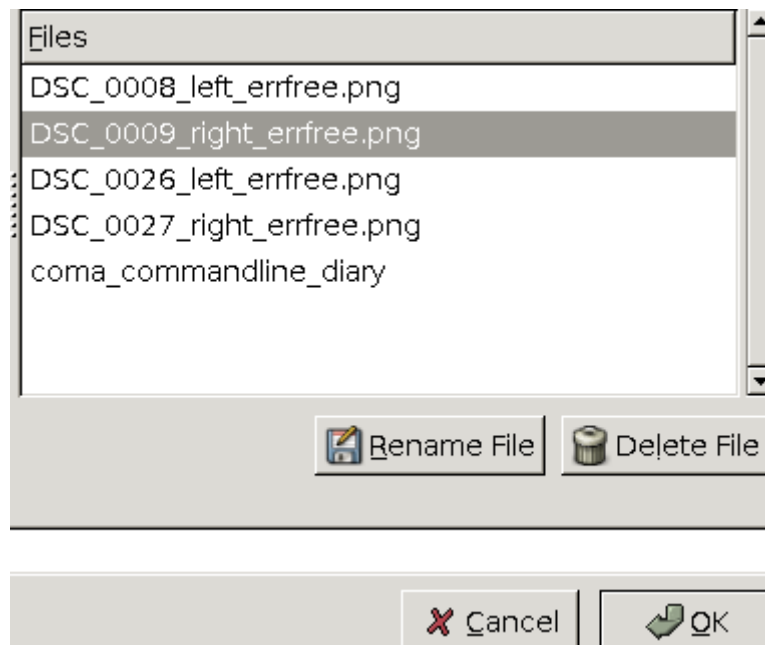 Files
DSC_0008_left_errfree.png
DSC_0009_right_errfree.png
DSC_0026_left_errfree.png
DSC_0027_right_errfree.png
coma_commandline_diary
Rename File Delete File
Cancel OK